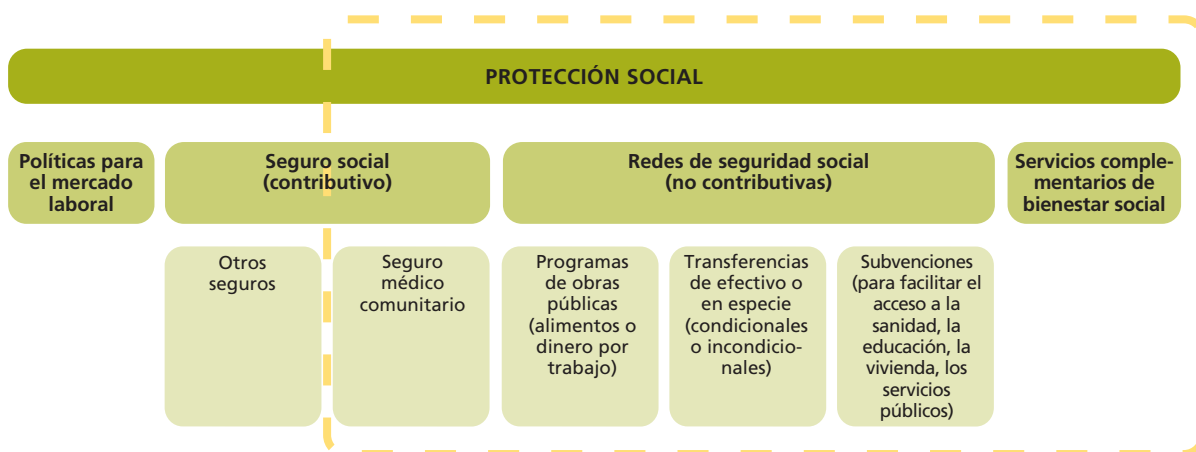 PROTECCIÓN SOCIAL
Políticas para
el mercado
laboral
Seguro social
(contributivo)
Redes de seguridad social
(no contributivas)
Servicios comple-
mentarios de
bienestar social
Otros
seguros
Seguro
médico
comunitario
Programas
de obras
públicas
(alimentos o
dinero por
trabajo)
Transferencias
de efectivo o
en especie
(condicionales
o incondicio-
nales)
Subvenciones
(para facilitar el
acceso a la
sanidad, la
educación, la
vivienda, los
servicios
públicos)